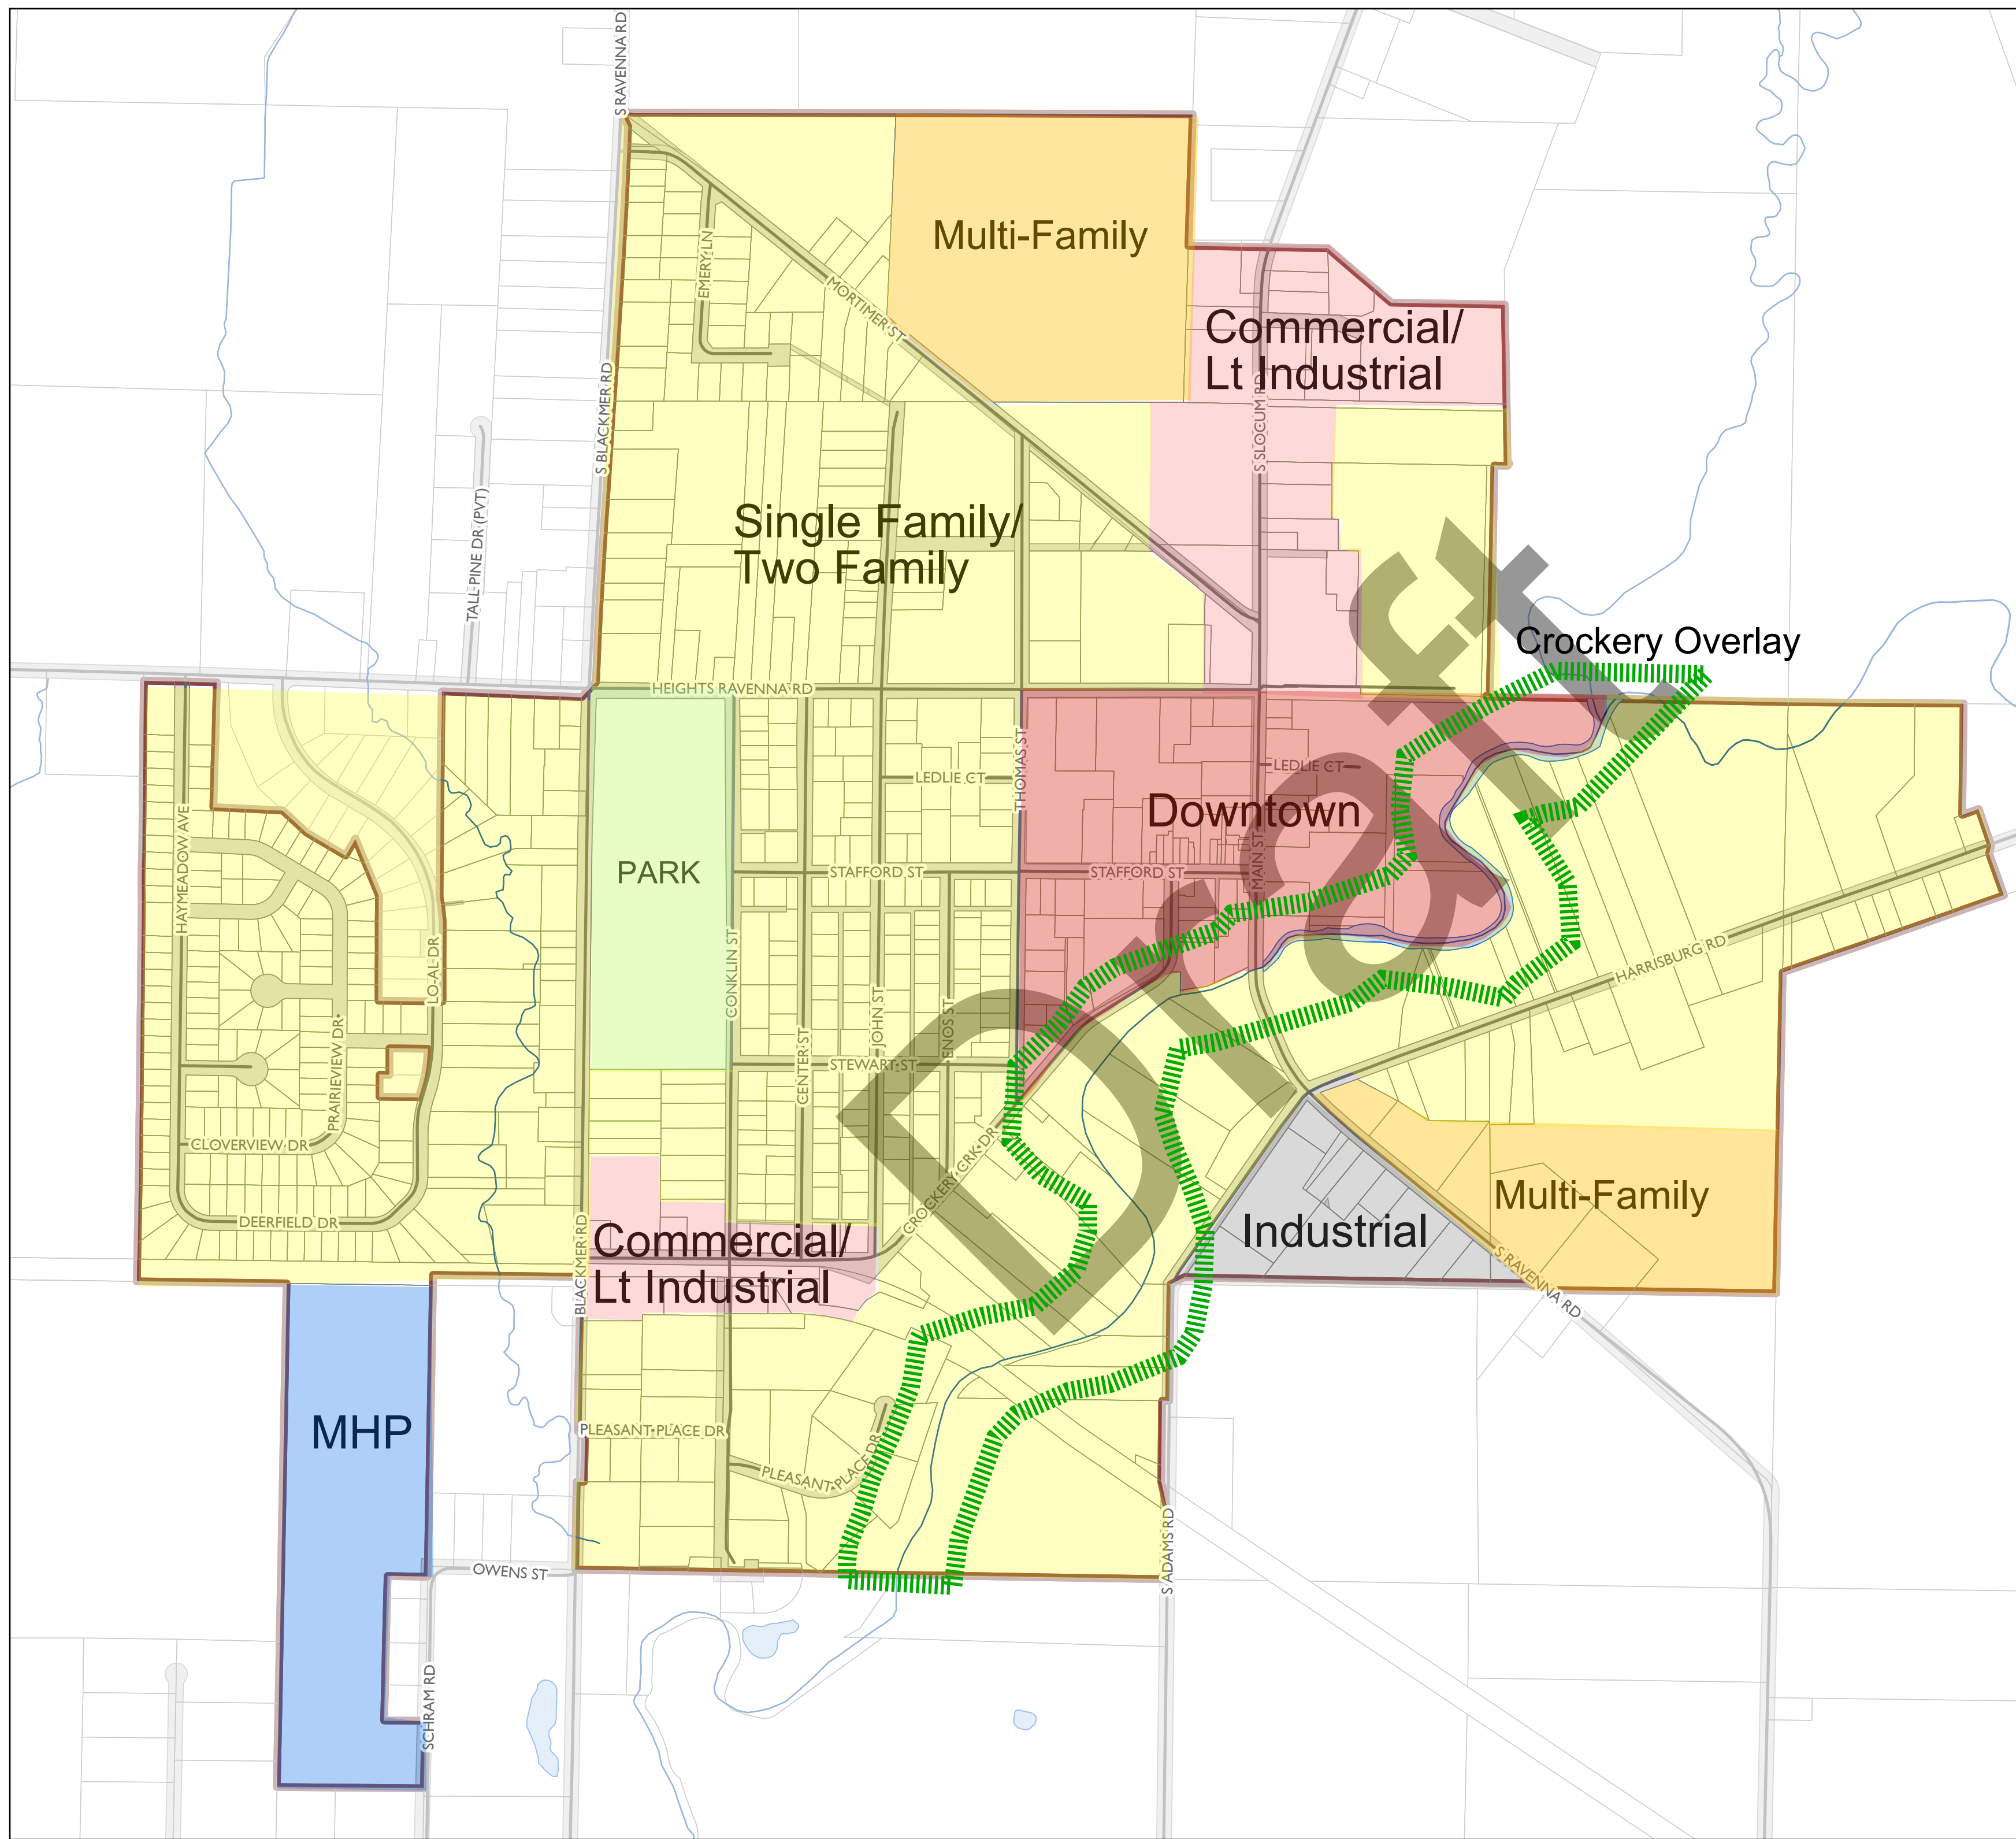 S RAVENNA RD
Multi-Family
EMERY LN
MORTIMER ST
Commercial/
Lt Industrial
S BLACKMER RD
S SLOCUM RD
TALL PINE DR (PVT)
Single Family/
Two Family
Crockery Overlay
HEIGHTS RAVENNA RD
THOMAS ST
LEDLIE CT
LEDLIE CT
Downtown
HAYMEADOW AVE
PARK
STAFFORD ST
STAFFORD ST
MAIN ST
Draft
LO-AL DR
CONKLIN ST
HARRISBURG RD
JOHN ST
ENOS ST
PRAIRIEVIEW DR
CENTER ST
STEWART ST
CLOVERVIEW DR
CROCKERY CRK DR
Multi-Family
DEERFIELD DR
BLACKMER RD
Commercial/
Lt Industrial
Industrial
S RAVENNA RD
MHP
PLEASANT PLACE DR
PLEASANT PLACE DR
S ADAMS RD
OWENS ST
SCHRAM RD